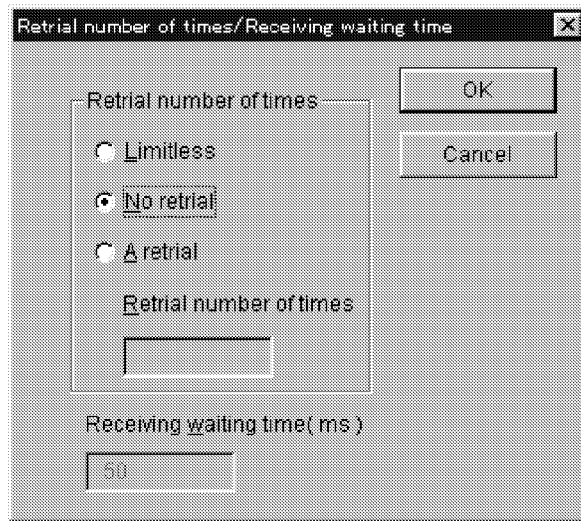 Retrial number of times/Receiving waiting time
Retrial number of times
Limitless
No retrial
A retrial
Retrial number of times
OK
Cancel
Receiving waiting time( ms )
50